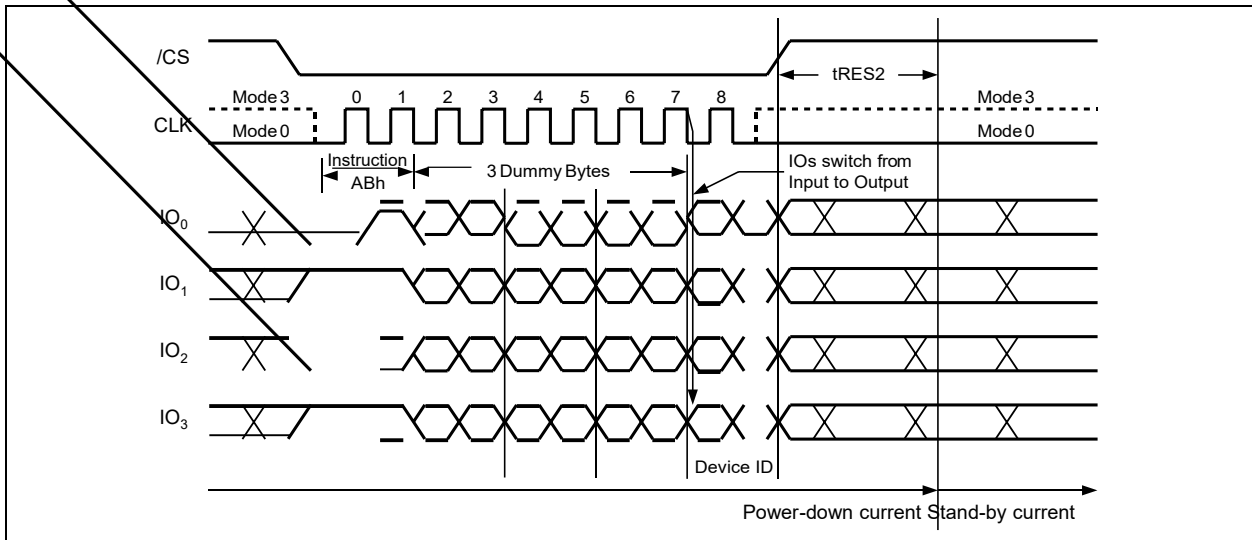 /CS
tRES2
Mode 3 0 1 2 3 4 5 6 7 8 Mode 3
CLK
Mode 0 Mode 0
Instruction
ABh
3 Dummy Bytes
IOs switch from
Input to Output
IO0
IO1
IO2
IO3
Device ID
Power-down current Stand-by current